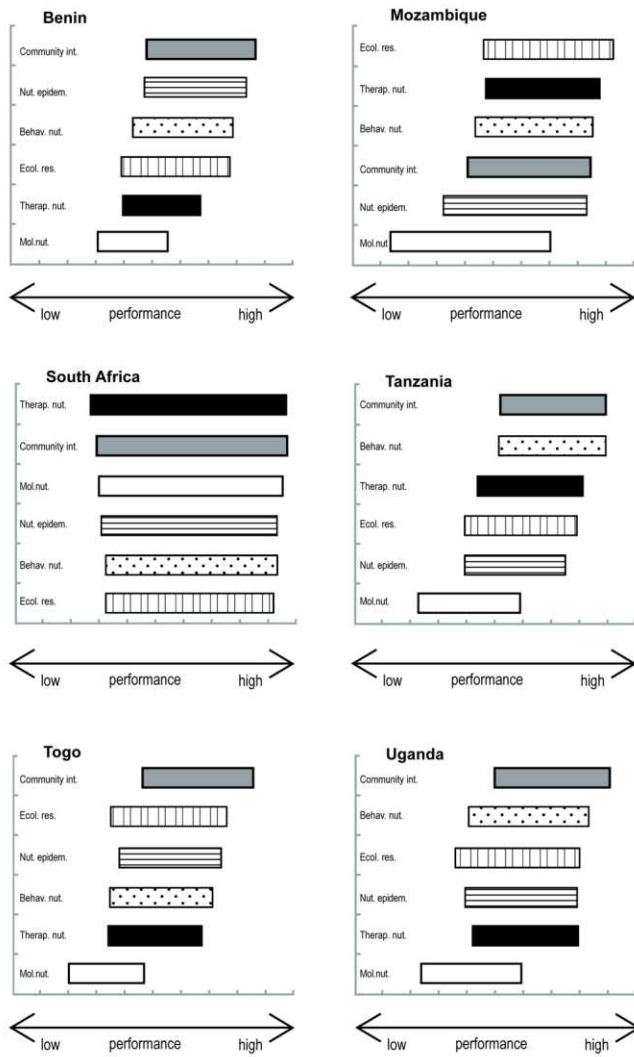 Benin
Community int.
Nut. epidem.
Behav. nut.
Ecol. res.
Therap. nut.
Mol.nut.
low performance high
Mozambique
Ecol. res.
Therap. nut.
Behav. nut.
Community int.
Nut. epidem.
Mol.nut
low performance high
South Africa
Therap. nut.
Community int.
Mol.nut.
Nut. epidem.
Behav. nut.
Ecol. res.
low performance high
Tanzania
Community int.
Behav. nut.
Therap. nut.
Ecol. res.
Nut. epidem.
Mol.nut.
low performance high
Togo
Community int.
Ecol. res.
Nut. epidem.
Behav. nut.
Therap. nut.
Mol.nut.
low performance high
Uganda
Community int.
Behav. nut.
Ecol. res.
Nut. epidem.
Therap. nut.
Mol.nut.
low performance high